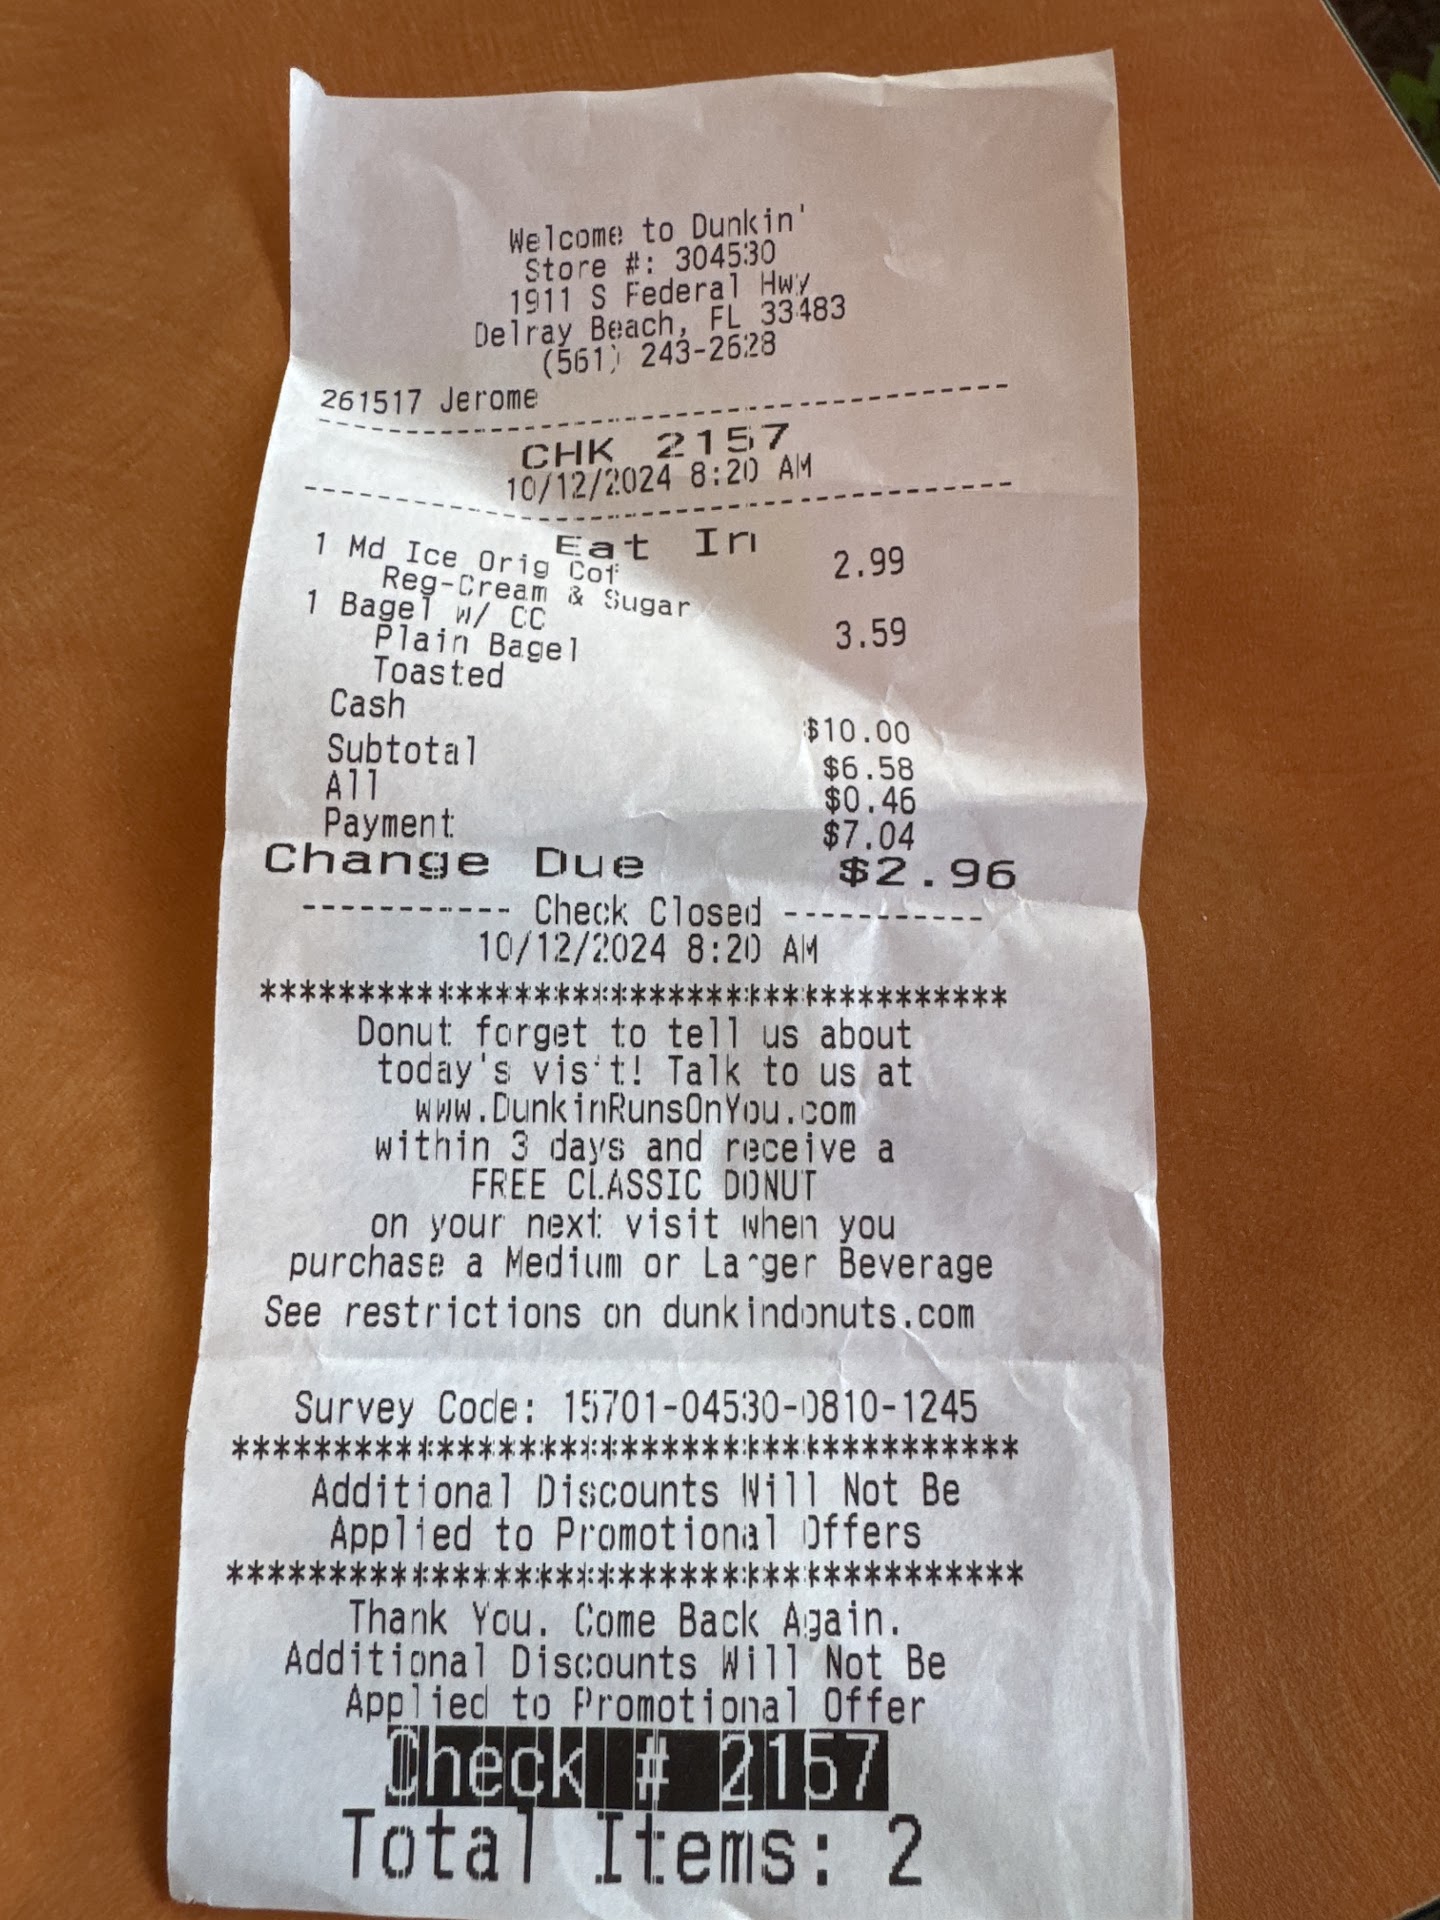 Welcome to Dunkin'
Store #: 304530
1911 S Federal Hwy
Delray Beach, FL 33483
(561) 243-2628
261517 Jerome
CHK 2157
10/12/2024 8:20 AM
Eat In
1 Md Ice Orig Cof 2.99
Reg-Cream & Sugar
1 Bagel w/ CC 3.59
Plain Bagel
Toasted
Cash $10.00
Subtotal $6.58
All $0.46
Payment $7.04
Change Due $2.96
----------- Check Closed -----------
10/12/2024 8:20 AM
***************************************
Donut forget to tell us about
today's visit! Talk to us at
www.DunkinRunsOnYou.com
within 3 days and receive a
FREE CLASSIC DONUT
on your next visit when you
purchase a Medium or Larger Beverage
See restrictions on dunkindonuts.com
Survey Code: 15701-04530-0810-1245
***************************************
Additional Discounts Will Not Be
Applied to Promotional Offers
***************************************
Thank You. Come Back Again.
Additional Discounts Will Not Be
Applied to Promotional Offer
Check # 2157
Total Items: 2